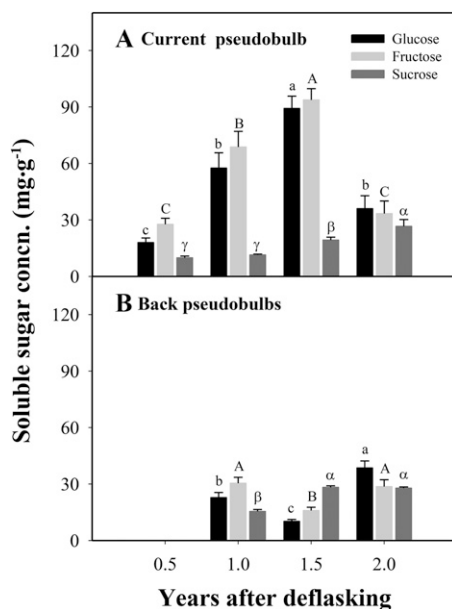 A Current pseudobulb
Glucose
Fructose
Sucrose
120
90
60
30
0
c C γ
b B γ
a A β
b C α
B Back pseudobulbs
120
90
60
30
0
b A β
c B α
a A α
0.5 1.0 1.5 2.0
Years after deflasking
Soluble sugar concn. (mg·g⁻¹)